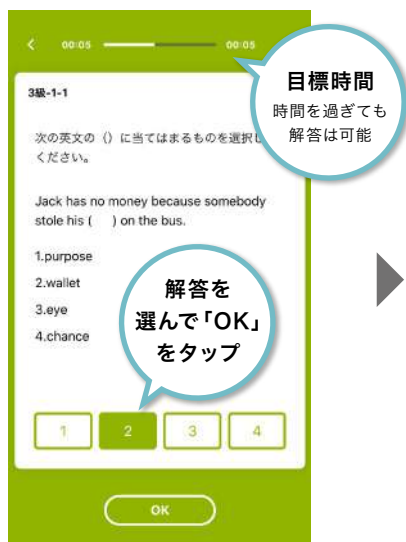 00:05
00:05
目標時間
時間を過ぎても
解答は可能
3級-1-1
次の英文の（）に当てはまるものを選択し
ください。
Jack has no money because somebody
stole his (　) on the bus.
1.purpose
2.wallet
3.eye
4.chance
解答を
選んで「OK」
をタップ
1
2
3
4
OK